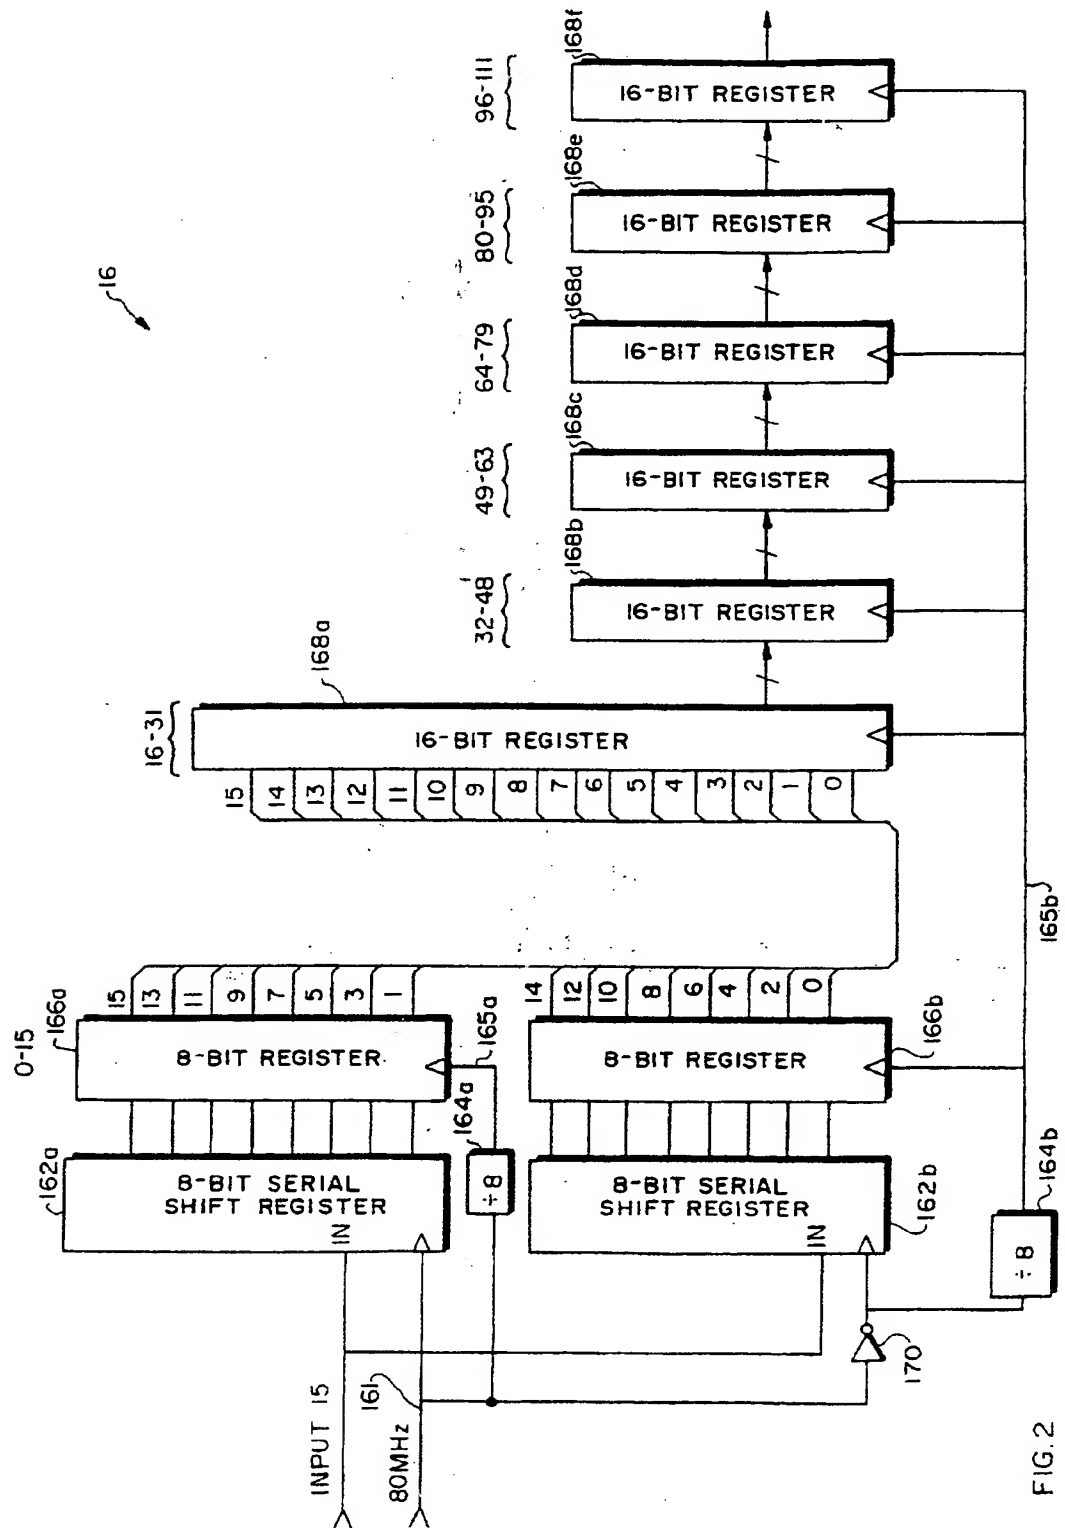 16
96-111
168f
16-BIT REGISTER
80-95
168e
16-BIT REGISTER
64-79
168d
16-BIT REGISTER
49-63
168c
16-BIT REGISTER
32-48
168b
16-BIT REGISTER
16-31
168a
16-BIT REGISTER
15
14
13
12
11
10
9
8
7
6
5
4
3
2
1
0
0-15
166a
8-BIT REGISTER
15
13
11
9
7
5
3
1
165a
164a
÷8
162a
8-BIT SERIAL
SHIFT REGISTER
IN
14
12
10
8
6
4
2
0
8-BIT REGISTER
166b
8-BIT SERIAL
SHIFT REGISTER
IN
162b
164b
÷8
165b
170
INPUT 15
161
80MHz
FIG. 2